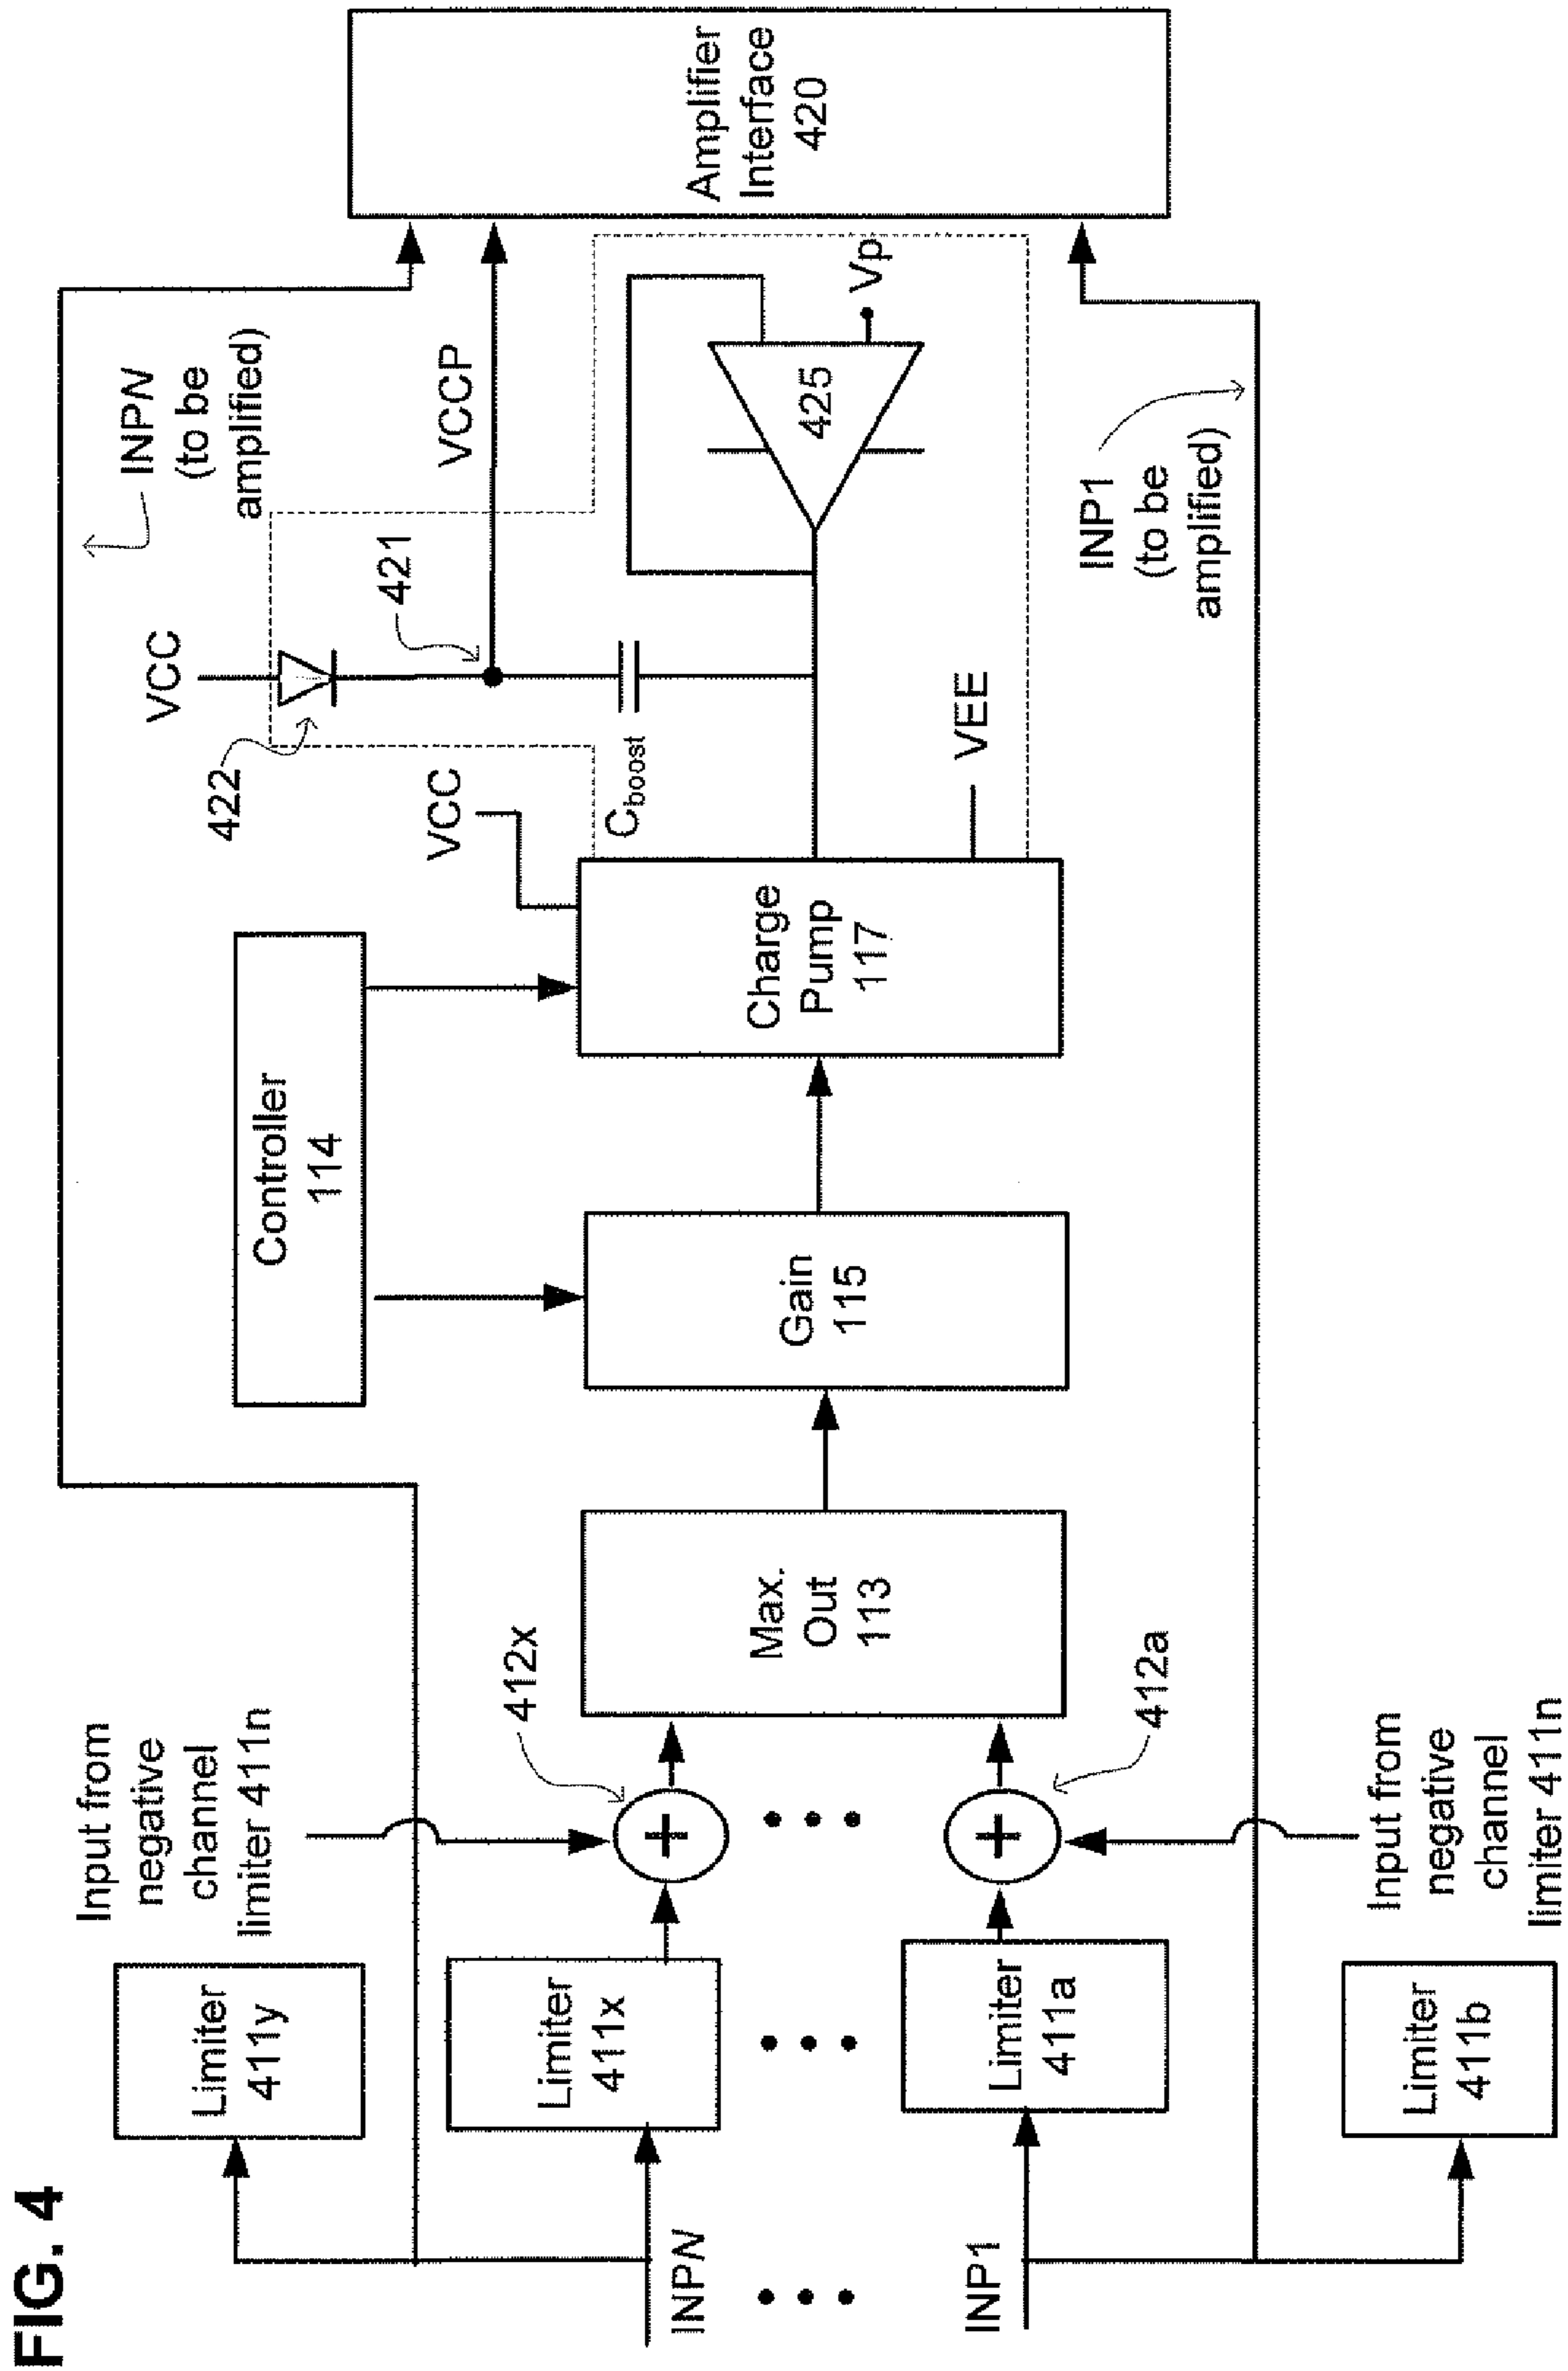 FIG. 4
INPN
(to be
amplified)
Input from
negative
channel
limiter 411n
Limiter
411y
Controller
114
VCC
422
421
VCCP
VCC
Cboost
412x
Limiter
411x
INPN
Max.
Out
113
Gain
115
Charge
Pump
117
425
Vp
VEE
Amplifier
Interface
420
Limiter
411a
INP1
412a
INP1
(to be
amplified)
Limiter
411b
Input from
negative
channel
limiter 411n